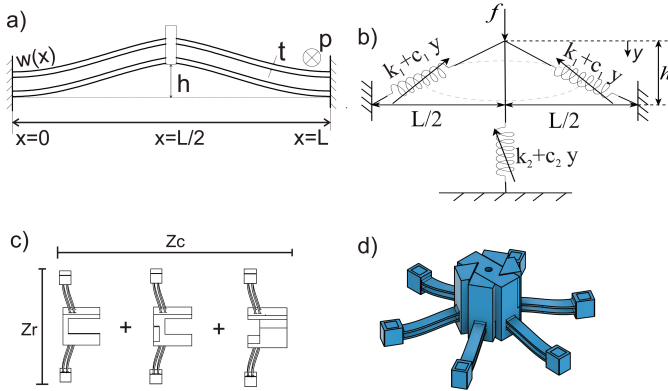 a)
w(x)
t
p
h
x=0
x=L/2
x=L
b)
f
y
k₁+c₁ y
k₁+c₁ y
h
L/2
L/2
k₂+c₂ y
c)
Zc
Zr
+
+
d)